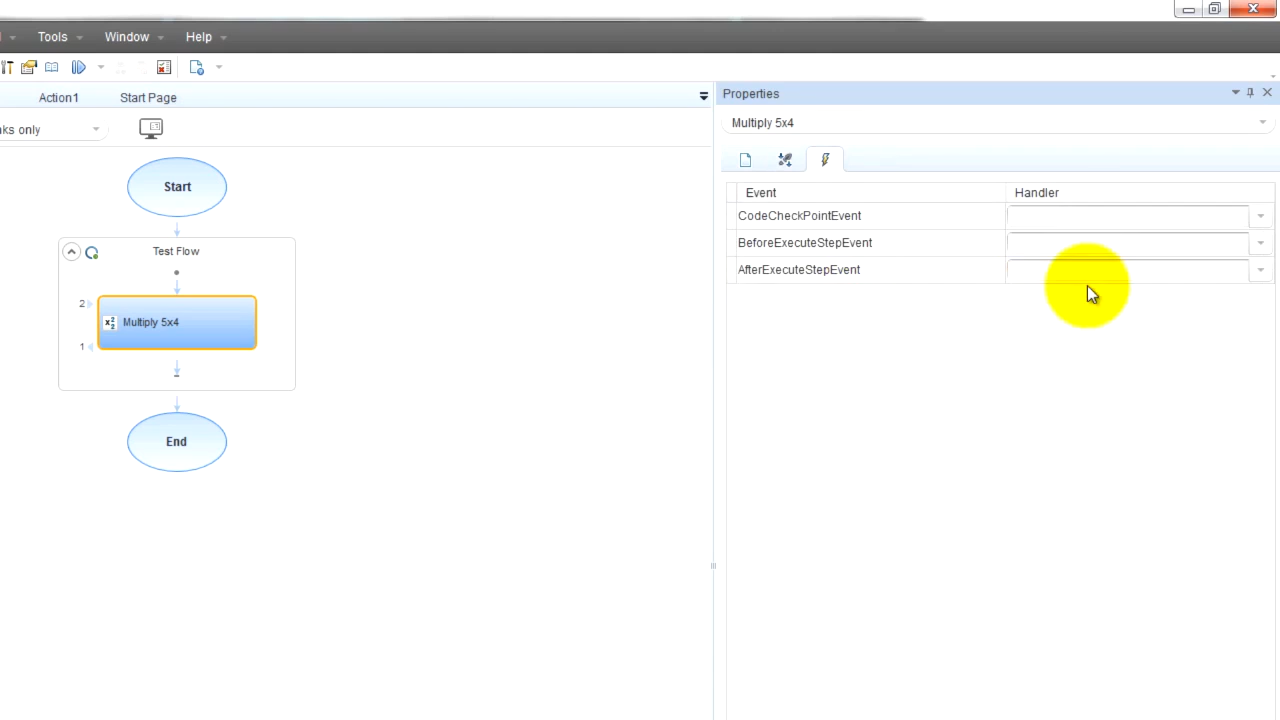 Tools Window Help
Action1 Start Page
Properties
ks only
Multiply 5x4
Start
Event Handler
CodeCheckPointEvent
BeforeExecuteStepEvent
AfterExecuteStepEvent
Test Flow
2
Multiply 5x4
1
End